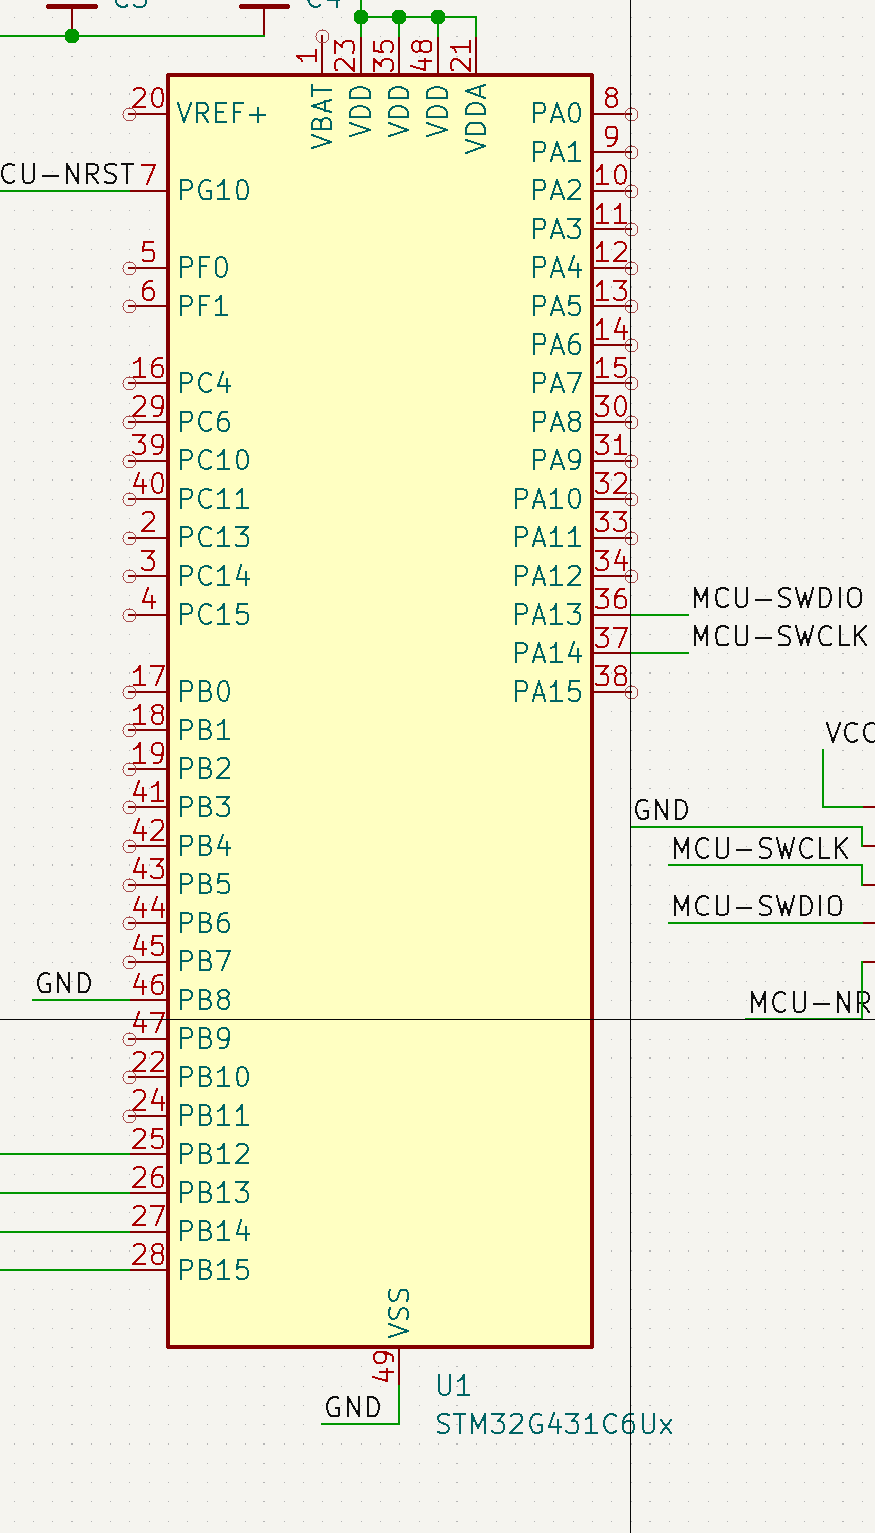 C3
C4
1
23
35
48
21
VBAT
VDD
VDD
VDD
VDDA
20 VREF+
PA0 8
PA1 9
CU-NRST 7 PG10
PA2 10
PA3 11
5 PF0
PA4 12
6 PF1
PA5 13
PA6 14
16 PC4
PA7 15
29 PC6
PA8 30
39 PC10
PA9 31
40 PC11
PA10 32
2 PC13
PA11 33
3 PC14
PA12 34
4 PC15
PA13 36 MCU-SWDIO
PA14 37 MCU-SWCLK
17 PB0
PA15 38
18 PB1
VCC
19 PB2
41 PB3
GND
42 PB4
MCU-SWCLK
43 PB5
44 PB6
MCU-SWDIO
45 PB7
GND 46 PB8
MCU-NR
47 PB9
22 PB10
24 PB11
25 PB12
26 PB13
27 PB14
28 PB15
VSS
49
GND
U1
STM32G431C6Ux